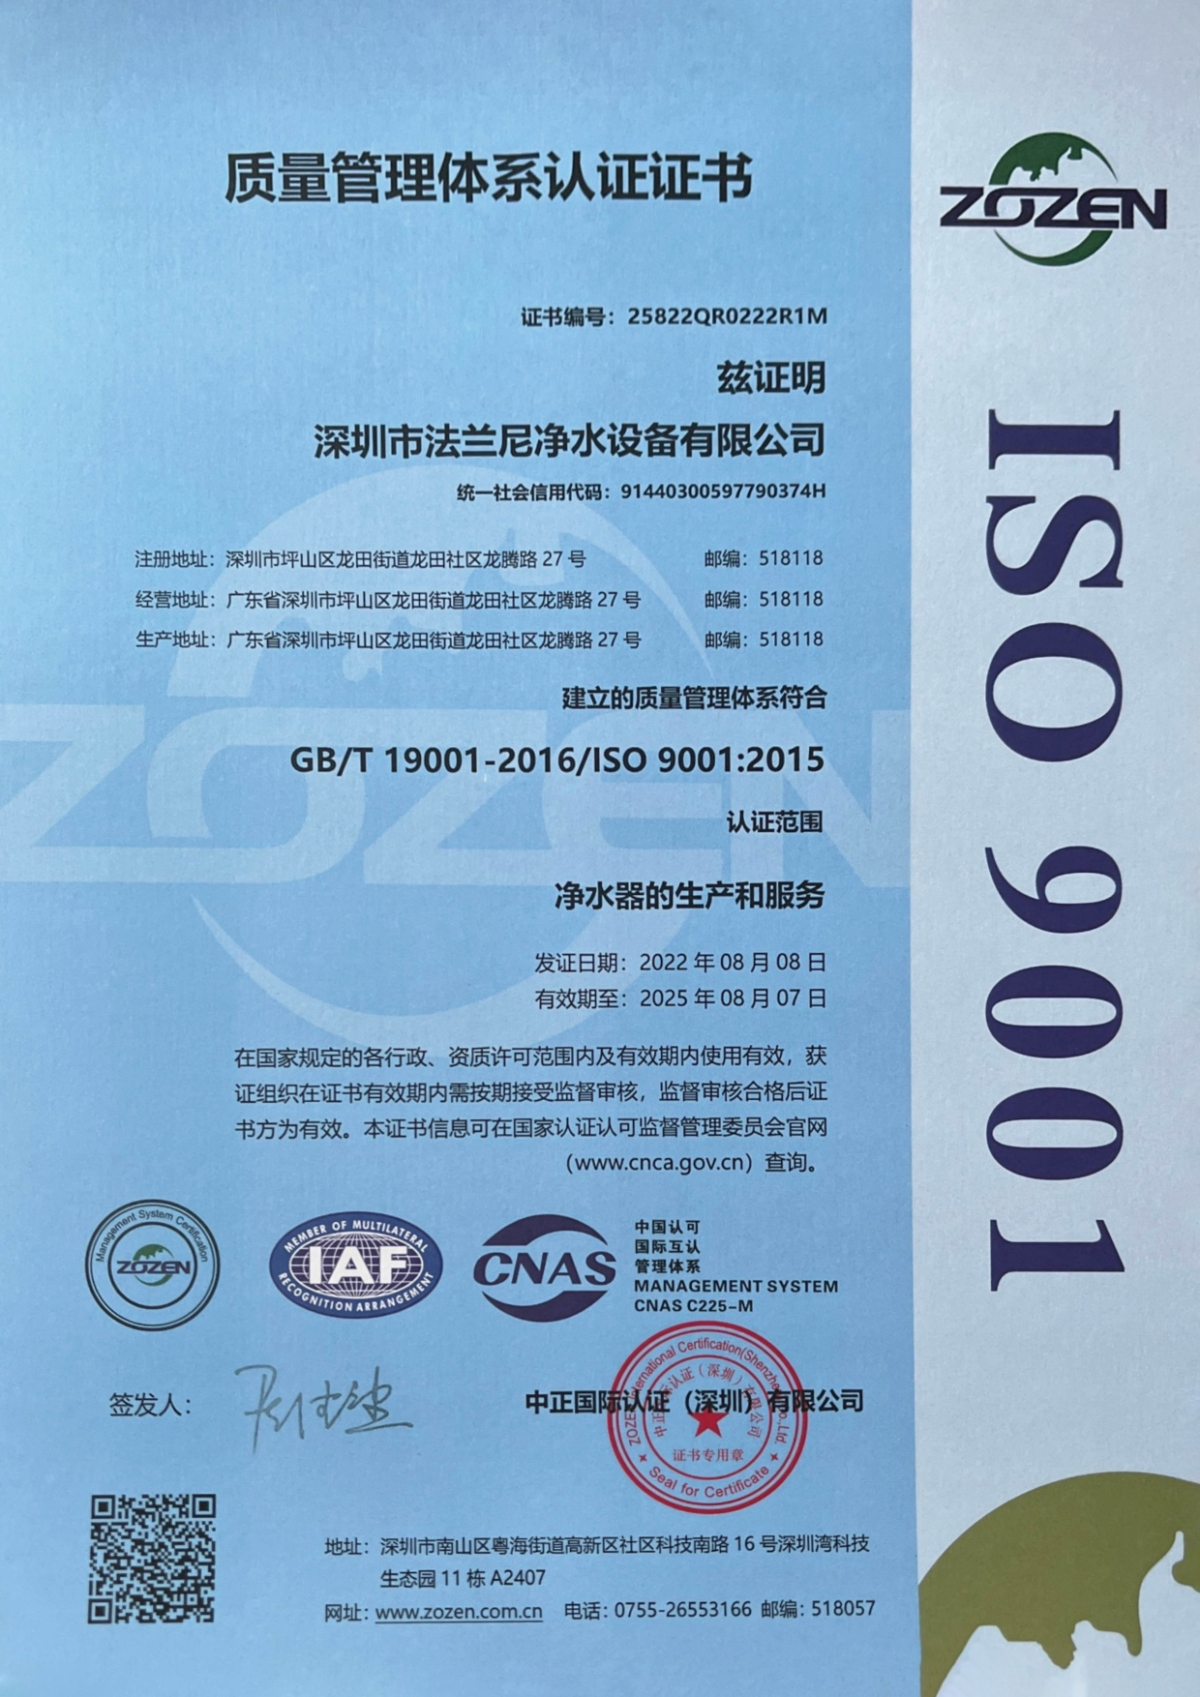 质量管理体系认证证书
ZOZEN
证书编号：25822QR0222R1M
兹证明
深圳市法兰尼净水设备有限公司
统一社会信用代码：91440300597790374H
注册地址：深圳市坪山区龙田街道龙田社区龙腾路 27 号 邮编：518118
经营地址：广东省深圳市坪山区龙田街道龙田社区龙腾路 27 号 邮编：518118
生产地址：广东省深圳市坪山区龙田街道龙田社区龙腾路 27 号 邮编：518118
建立的质量管理体系符合
GB/T 19001-2016/ISO 9001:2015
认证范围
净水器的生产和服务
发证日期：2022 年 08 月 08 日
有效期至：2025 年 08 月 07 日
在国家规定的各行政、资质许可范围内及有效期内使用有效，获
证组织在证书有效期内需按期接受监督审核，监督审核合格后证
书方为有效。本证书信息可在国家认证认可监督管理委员会官网
（www.cnca.gov.cn）查询。
ISO 9001
ZOZEN
Management System Certification
ZOZEN
MEMBER OF MULTILATERAL
IAF
RECOGNITION ARRANGEMENT
CNAS
中国认可
国际互认
管理体系
MANAGEMENT SYSTEM
CNAS C225-M
签发人：
中正国际认证（深圳）有限公司
ZOZEN International Certification(Shenzhen)Co.,Ltd.
中正国际认证（深圳）有限公司
证书专用章
Seal for Certificate
地址：深圳市南山区粤海街道高新区社区科技南路 16 号深圳湾科技
生态园 11 栋 A2407
网址：www.zozen.com.cn 电话：0755-26553166 邮编：518057